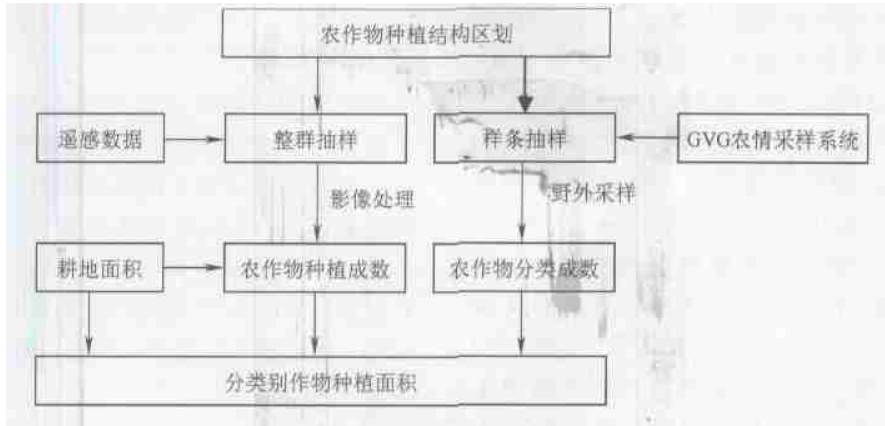 农作物种植结构区划
遥感数据
整群抽样
样条抽样
GVG农情采样系统
影像处理
野外采样
耕地面积
农作物种植成数
农作物分类成数
分类别作物种植面积